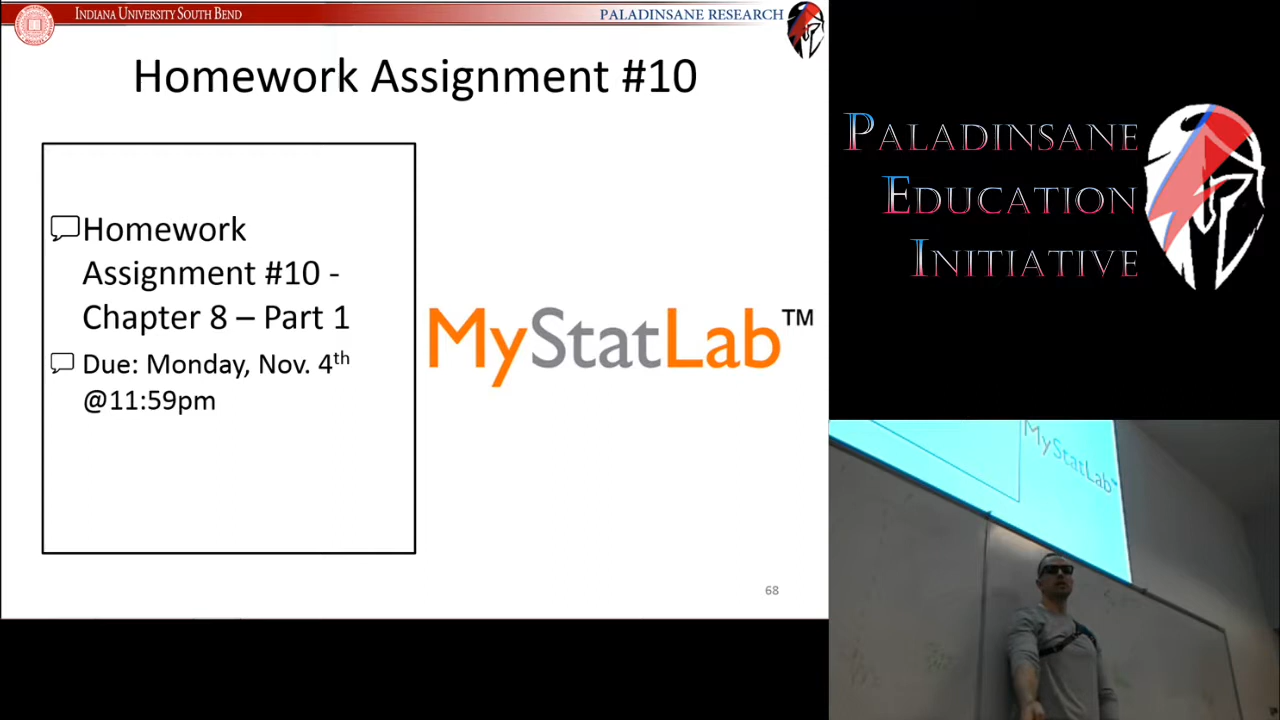 INDIANA UNIVERSITY SOUTH BEND
PALADINSANE RESEARCH
Homework Assignment #10
Homework
Assignment #10 -
Chapter 8 – Part 1
Due: Monday, Nov. 4th
@11:59pm
MyStatLab™
68
PALADINSANE
EDUCATION
INITIATIVE
MyStatLab™